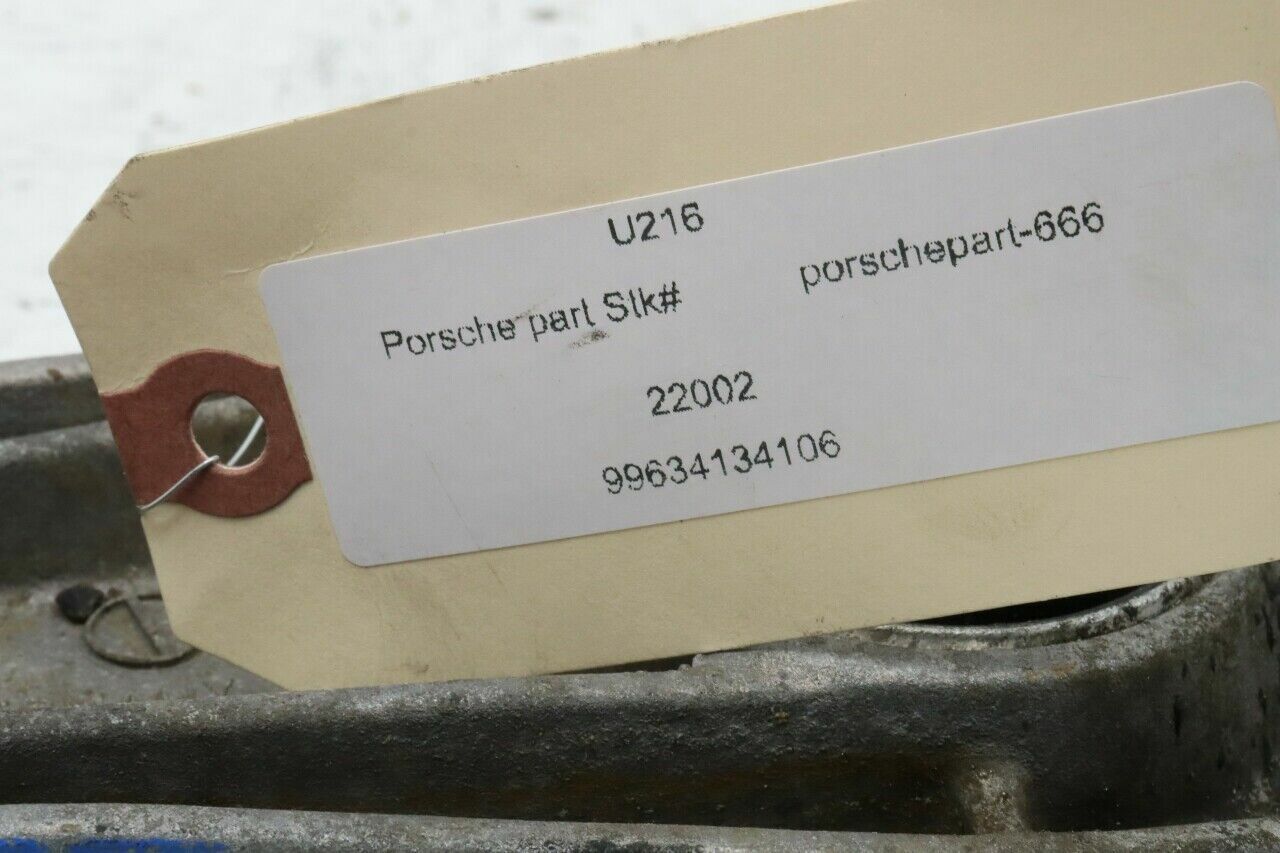 U216
Porsche part Stk# porschepart-666
22002
99634134106